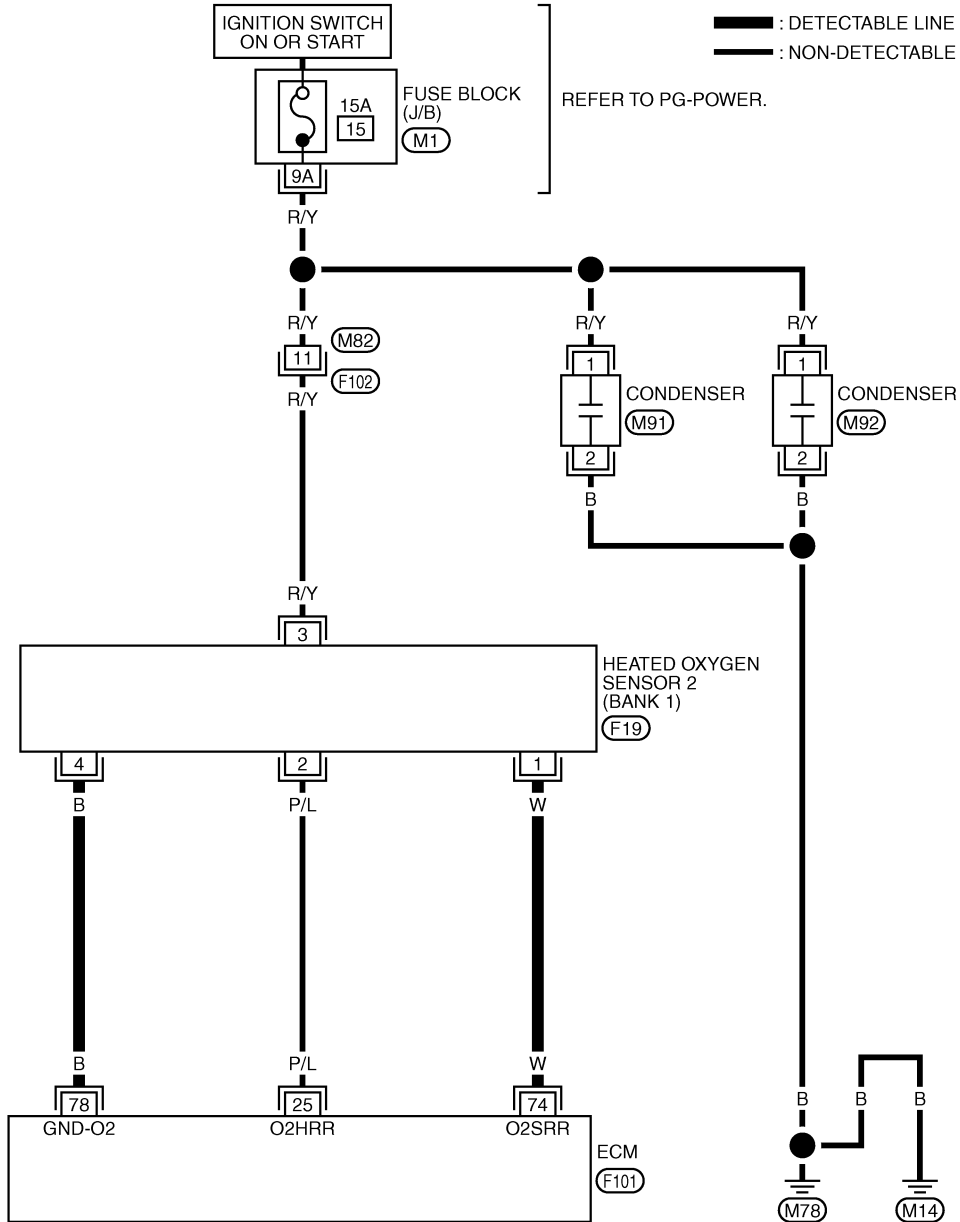 IGNITION SWITCH
ON OR START
: DETECTABLE LINE
: NON-DETECTABLE
15A
15
FUSE BLOCK
(J/B)
M1
REFER TO PG-POWER.
9A
R/Y
R/Y
R/Y
R/Y
11
M82
F102
R/Y
1
CONDENSER
M91
2
B
1
CONDENSER
M92
2
B
R/Y
3
HEATED OXYGEN
SENSOR 2
(BANK 1)
F19
4
2
1
B
P/L
W
B
P/L
W
78
25
74
GND-O2
O2HRR
O2SRR
ECM
F101
B
B
B
M78
M14